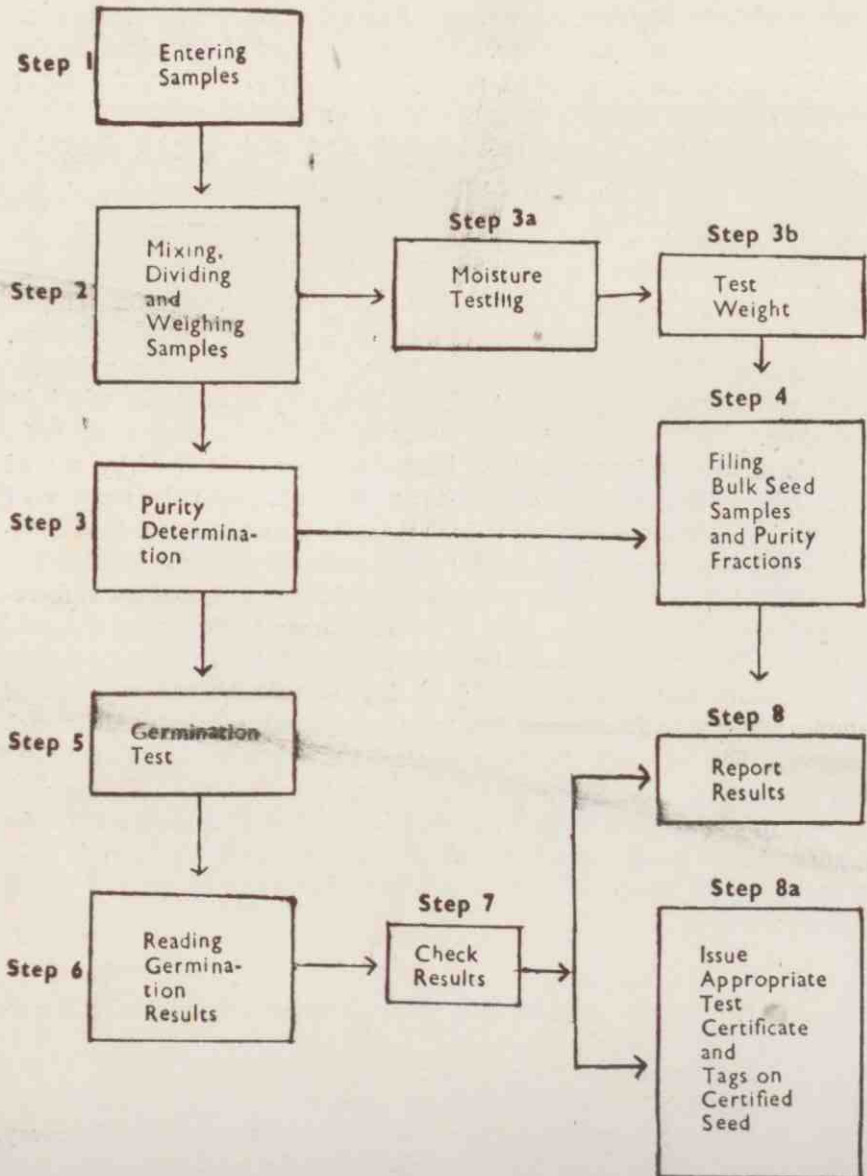 Step 1
Entering
Samples
Step 2
Mixing,
Dividing
and
Weighing
Samples
Step 3a
Moisture
Testing
Step 3b
Test
Weight
Step 3
Purity
Determina-
tion
Step 4
Filing
Bulk Seed
Samples
and Purity
Fractions
Step 5
Germination
Test
Step 6
Reading
Germina-
tion
Results
Step 7
Check
Results
Step 8
Report
Results
Step 8a
Issue
Appropriate
Test
Certificate
and
Tags on
Certified
Seed